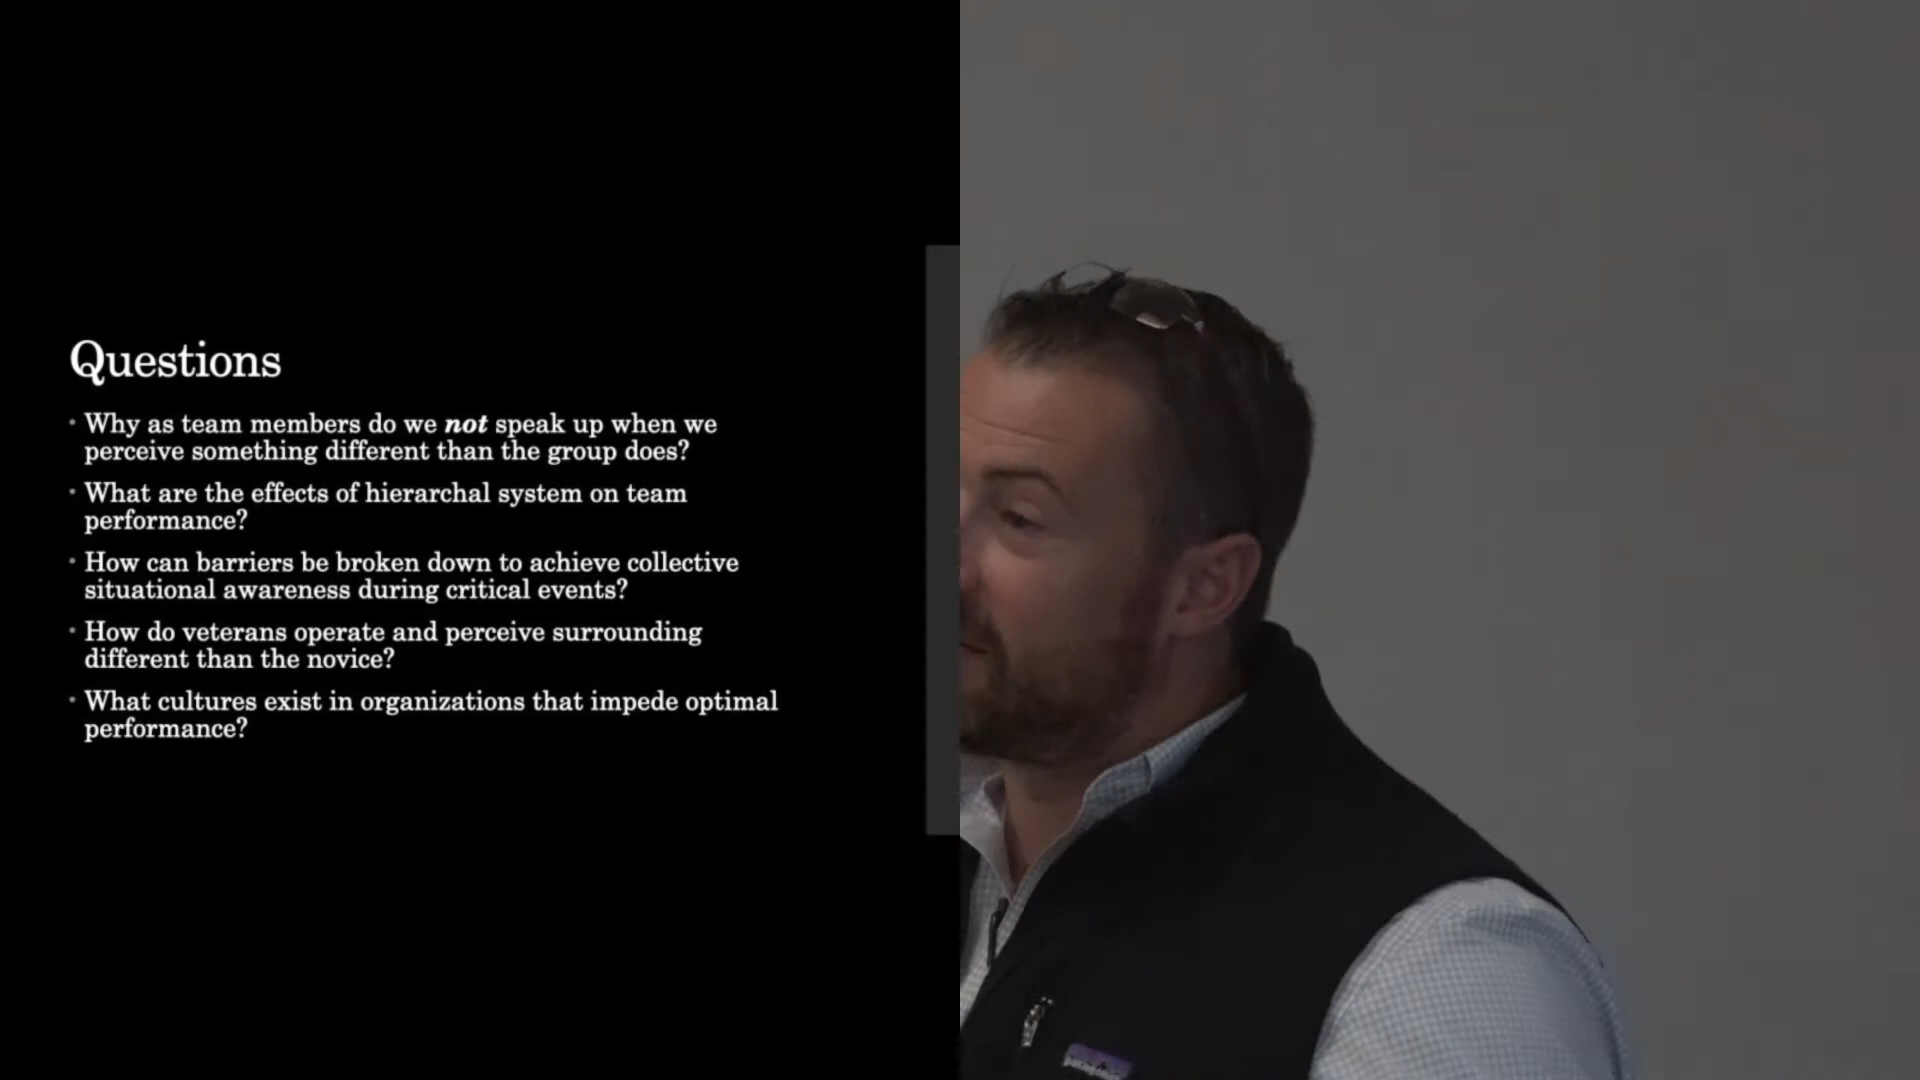 Questions
• Why as team members do we not speak up when we
perceive something different than the group does?
• What are the effects of hierarchal system on team
performance?
• How can barriers be broken down to achieve collective
situational awareness during critical events?
• How do veterans operate and perceive surrounding
different than the novice?
• What cultures exist in organizations that impede optimal
performance?
patagonia